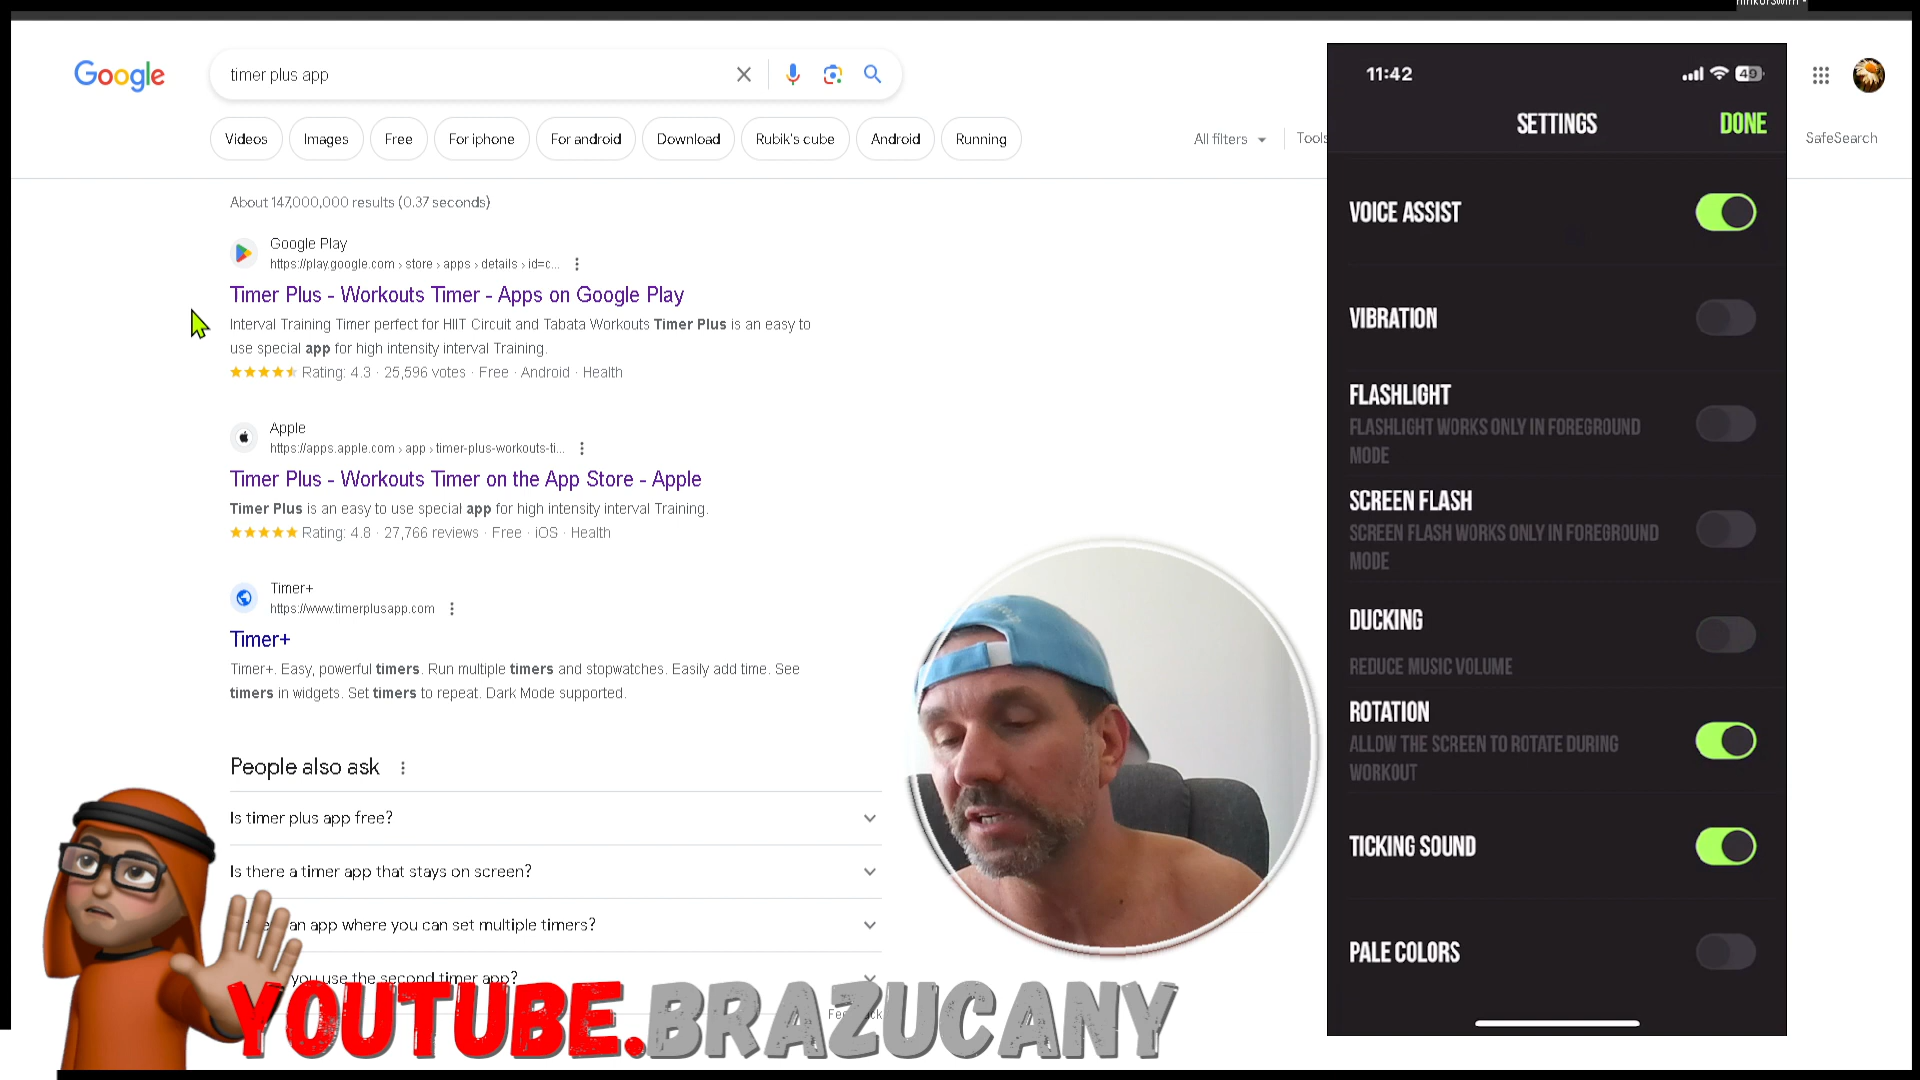 Google
timer plus app
Videos
Images
Free
For iphone
For android
Download
Rubik's cube
Android
Running
All filters
Tools
SafeSearch
About 147,000,000 results (0.37 seconds)
Google Play
https://play.google.com › store › apps › details › id=c...
Timer Plus - Workouts Timer - Apps on Google Play
Interval Training Timer perfect for HIIT Circuit and Tabata Workouts Timer Plus is an easy to
use special app for high intensity interval Training.
Rating: 4.3 · 25,596 votes · Free · Android · Health
Apple
https://apps.apple.com › app › timer-plus-workouts-ti...
Timer Plus - Workouts Timer on the App Store - Apple
Timer Plus is an easy to use special app for high intensity interval Training.
Rating: 4.8 · 27,766 reviews · Free · iOS · Health
Timer+
https://www.timerplusapp.com
Timer+
Timer+. Easy, powerful timers. Run multiple timers and stopwatches. Easily add time. See
timers in widgets. Set timers to repeat. Dark Mode supported.
People also ask
Is timer plus app free?
Is there a timer app that stays on screen?
an app where you can set multiple timers?
you use the second timer app?
YOUTUBE.BRAZUCANY
11:42
49
SETTINGS
DONE
VOICE ASSIST
VIBRATION
FLASHLIGHT
FLASHLIGHT WORKS ONLY IN FOREGROUND
MODE
SCREEN FLASH
SCREEN FLASH WORKS ONLY IN FOREGROUND
MODE
DUCKING
REDUCE MUSIC VOLUME
ROTATION
ALLOW THE SCREEN TO ROTATE DURING
WORKOUT
TICKING SOUND
PALE COLORS